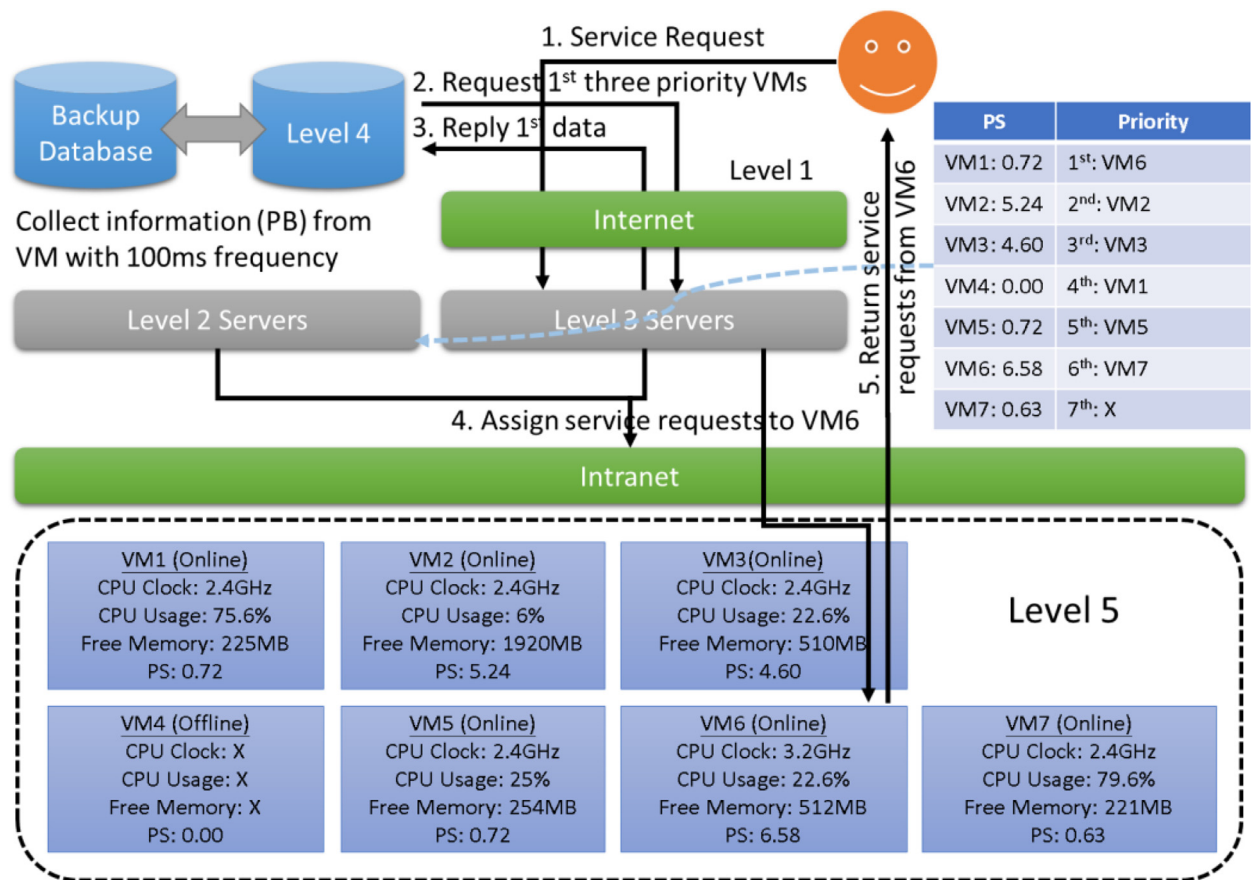 1. Service Request
2. Request 1st three priority VMs
3. Reply 1st data
Backup
Database
Level 4
Level 1
Collect information (PB) from
VM with 100ms frequency
Internet
Level 2 Servers
Level 3 Servers
5. Return service
requests from VM6
PS Priority
VM1: 0.72 1st: VM6
VM2: 5.24 2nd: VM2
VM3: 4.60 3rd: VM3
VM4: 0.00 4th: VM1
VM5: 0.72 5th: VM5
VM6: 6.58 6th: VM7
VM7: 0.63 7th: X
4. Assign service requests to VM6
Intranet
VM1 (Online)
CPU Clock: 2.4GHz
CPU Usage: 75.6%
Free Memory: 225MB
PS: 0.72
VM2 (Online)
CPU Clock: 2.4GHz
CPU Usage: 6%
Free Memory: 1920MB
PS: 5.24
VM3(Online)
CPU Clock: 2.4GHz
CPU Usage: 22.6%
Free Memory: 510MB
PS: 4.60
Level 5
VM4 (Offline)
CPU Clock: X
CPU Usage: X
Free Memory: X
PS: 0.00
VM5 (Online)
CPU Clock: 2.4GHz
CPU Usage: 25%
Free Memory: 254MB
PS: 0.72
VM6 (Online)
CPU Clock: 3.2GHz
CPU Usage: 22.6%
Free Memory: 512MB
PS: 6.58
VM7 (Online)
CPU Clock: 2.4GHz
CPU Usage: 79.6%
Free Memory: 221MB
PS: 0.63